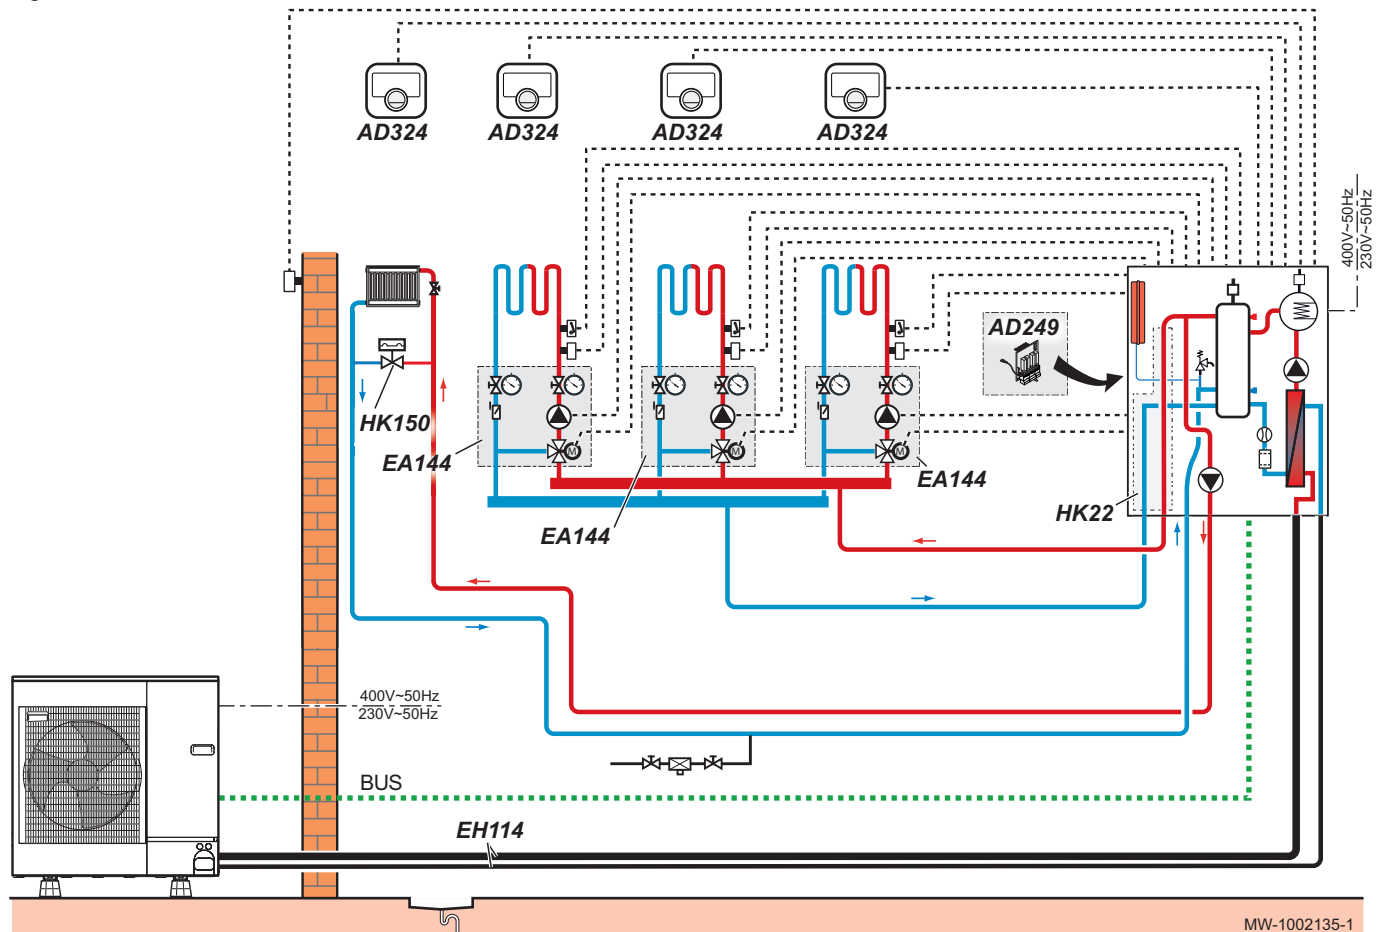 AD324
AD324
AD324
AD324
400V~50Hz
230V~50Hz
AD249
HK150
EA144
EA144
EA144
HK22
M
M
M
400V~50Hz
230V~50Hz
BUS
EH114
MW-1002135-1